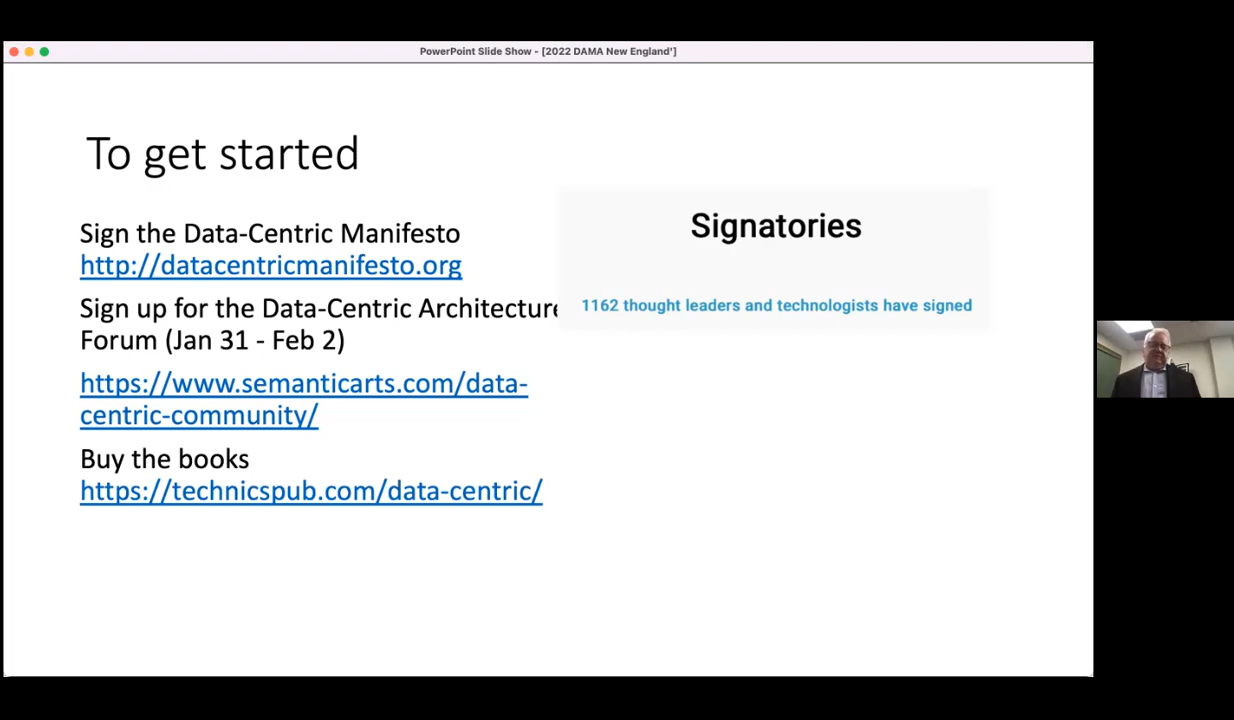 PowerPoint Slide Show - [2022 DAMA New England']
To get started
Sign the Data-Centric Manifesto
http://datacentricmanifesto.org
Sign up for the Data-Centric Architecture
Forum (Jan 31 - Feb 2)
https://www.semanticarts.com/data-
centric-community/
Buy the books
https://technicspub.com/data-centric/
Signatories
1162 thought leaders and technologists have signed